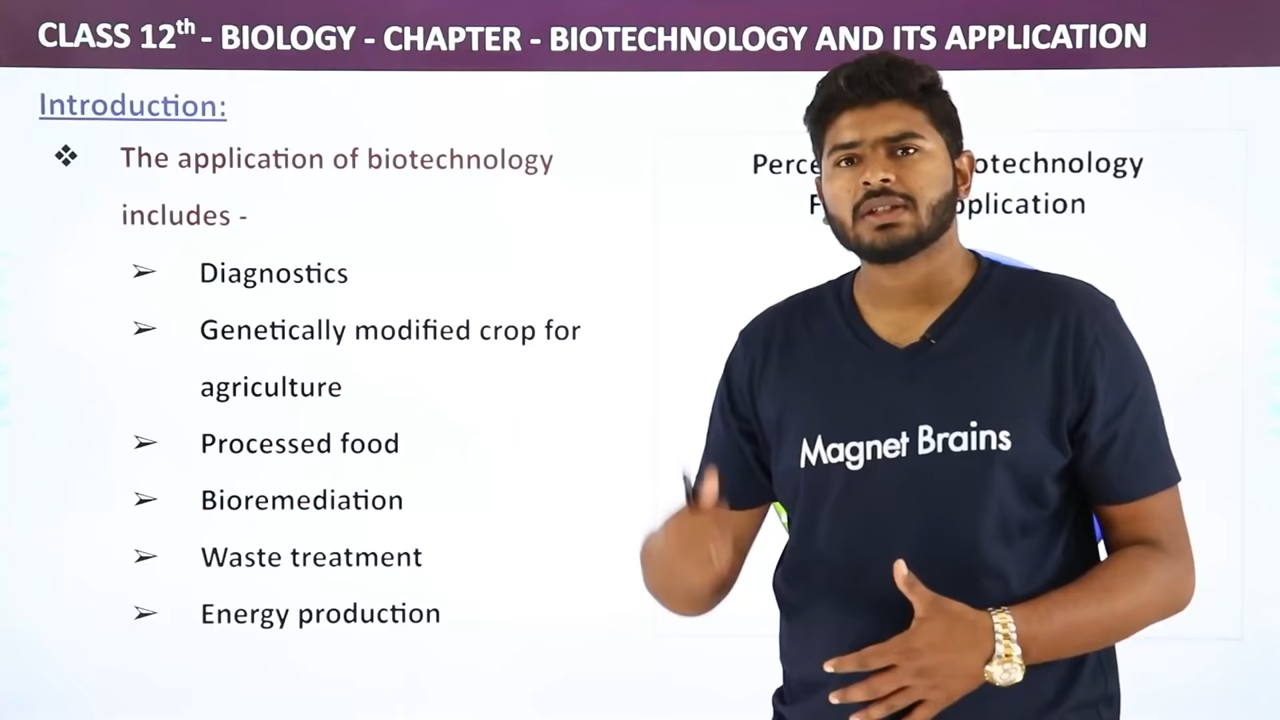 CLASS 12th - BIOLOGY - CHAPTER - BIOTECHNOLOGY AND ITS APPLICATION
Introduction:
❖ The application of biotechnology
includes -
➢ Diagnostics
➢ Genetically modified crop for
agriculture
➢ Processed food
➢ Bioremediation
➢ Waste treatment
➢ Energy production
Magnet Brains